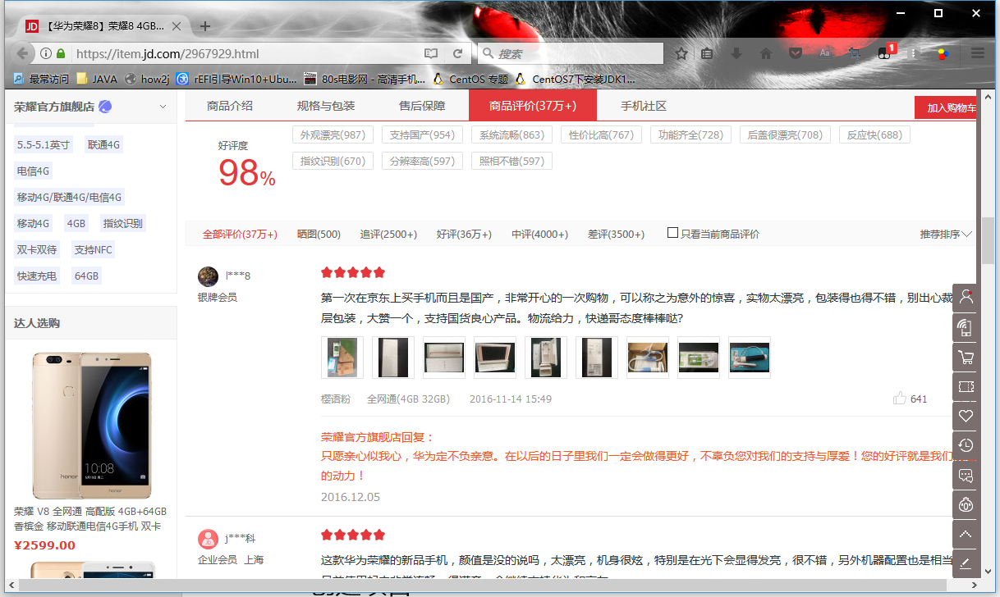 JD 【华为荣耀8】荣耀8 4GB...
https://item.jd.com/2967929.html
搜索
Aa
1
最常访问 JAVA how2j rEFI引导Win10+Ubu... 80s电影网 - 高清手机... CentOS 专题 CentOS7下安装JDK1...
荣耀官方旗舰店
5.5-5.1英寸 联通4G
电信4G
移动4G/联通4G/电信4G
移动4G 4GB 指纹识别
双卡双待 支持NFC
快速充电 64GB
达人选购
10:08
honor
honor
荣耀 V8 全网通 高配版 4GB+64GB
香槟金 移动联通电信4G手机 双卡
¥2599.00
商品介绍 规格与包装 售后保障 商品评价(37万+) 手机社区
加入购物车
好评度
98%
外观漂亮(987) 支持国产(954) 系统流畅(863) 性价比高(767) 功能齐全(728) 后盖很漂亮(708) 反应快(688)
指纹识别(670) 分辨率高(597) 照相不错(597)
全部评价(37万+) 晒图(500) 追评(2500+) 好评(36万+) 中评(4000+) 差评(3500+) 只看当前商品评价 推荐排序
l***8
银牌会员
第一次在京东上买手机而且是国产，非常开心的一次购物，可以称之为意外的惊喜，实物太漂亮，包装得也得不错，别出心裁
层包装，大赞一个，支持国货良心产品。物流给力，快递哥态度棒棒哒?
樱语粉 全网通(4GB 32GB) 2016-11-14 15:49
641
荣耀官方旗舰店回复：
只愿亲心似我心，华为定不负亲意。在以后的日子里我们一定会做得更好，不辜负您对我们的支持与厚爱！您的好评就是我们
的动力！
2016.12.05
j***科
企业会员 上海
这款华为荣耀的新品手机，颜值是没的说吗，太漂亮，机身很炫，特别是在光下会显得发亮，很不错，另外机器配置也是相当